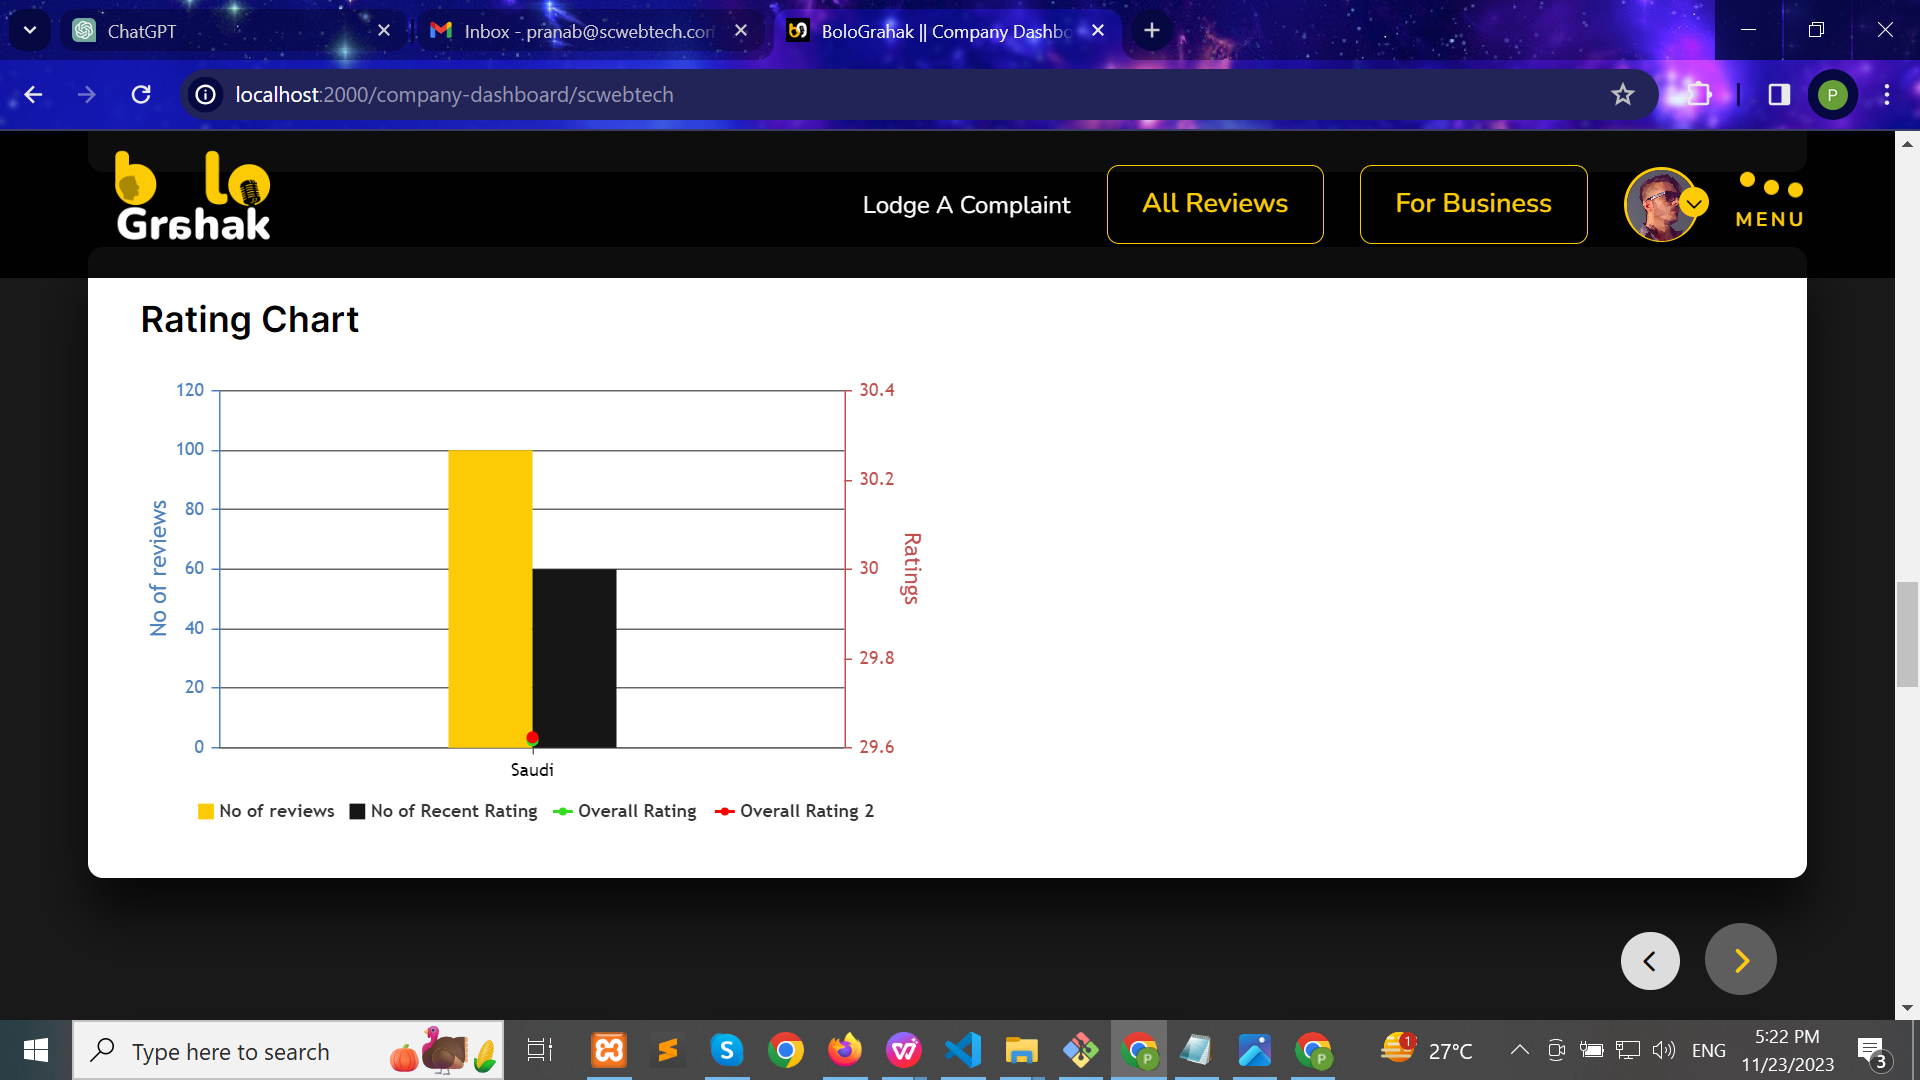 ChatGPT
Inbox - pranab@scwebtech.con
BoloGrahak || Company Dashbo
localhost:2000/company-dashboard/scwebtech
P
bolo
Grahak
Lodge A Complaint
All Reviews
For Business
MENU
Rating Chart
120
100
80
60
40
20
0
No of reviews
30.4
30.2
30
29.8
29.6
Ratings
Saudi
No of reviews
No of Recent Rating
Overall Rating
Overall Rating 2
Type here to search
1
27°C
ENG
5:22 PM
11/23/2023
3